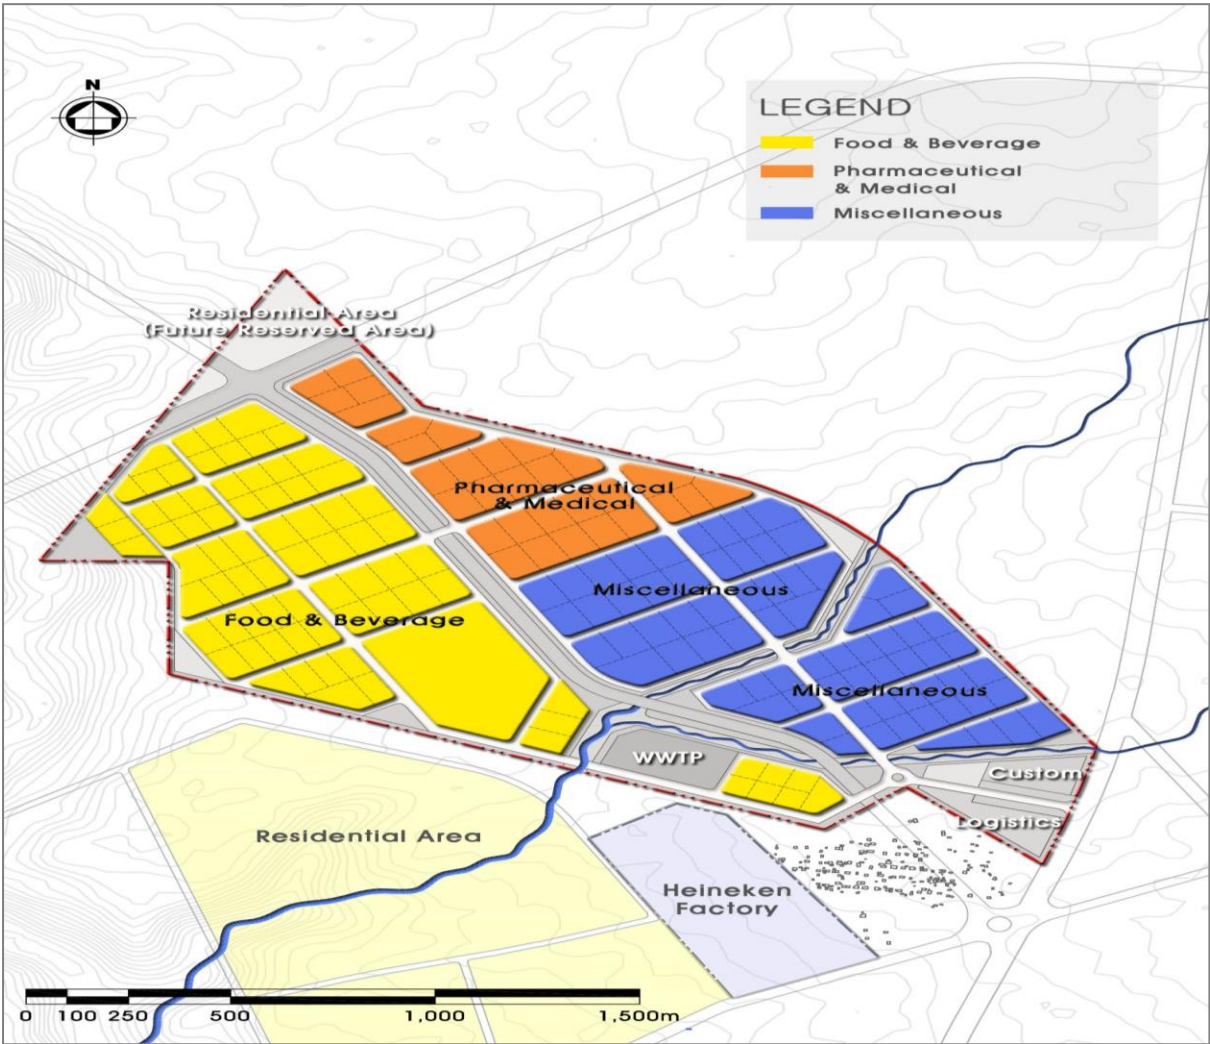 N
LEGEND
Food & Beverage
Pharmaceutical
& Medical
Miscellaneous
Residential Area
(Future Reserved Area)
Pharmaceutical
& Medical
Miscellaneous
Food & Beverage
Miscellaneous
WWTP
Custom
Logistics
Residential Area
Heineken
Factory
0 100 250 500 1,000 1,500m